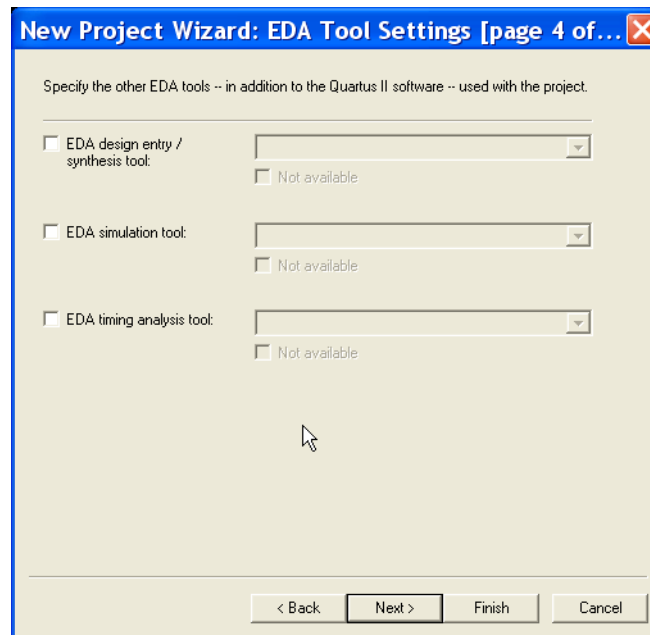 New Project Wizard: EDA Tool Settings [page 4 of...
Specify the other EDA tools -- in addition to the Quartus II software -- used with the project.
EDA design entry /
synthesis tool:
Not available
EDA simulation tool:
Not available
EDA timing analysis tool:
Not available
< Back
Next >
Finish
Cancel